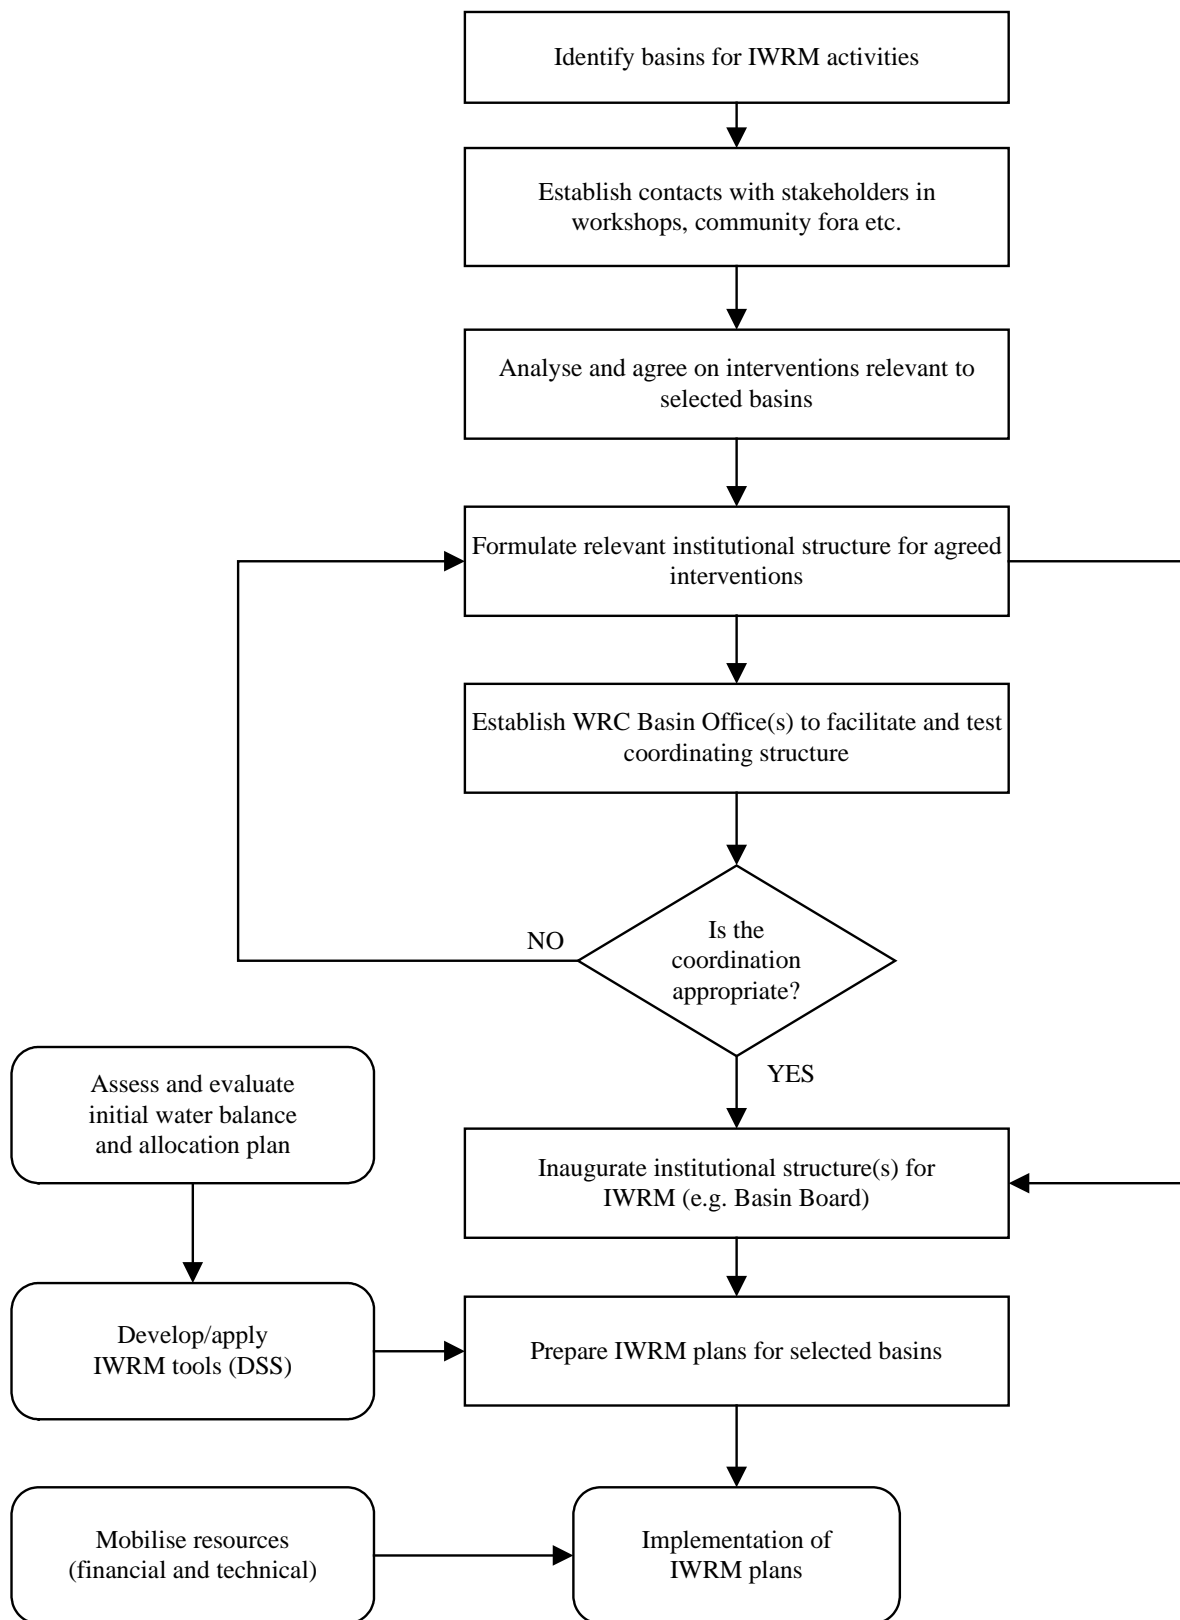 Identify basins for IWRM activities
Establish contacts with stakeholders in
workshops, community fora etc.
Analyse and agree on interventions relevant to
selected basins
Formulate relevant institutional structure for agreed
interventions
Establish WRC Basin Office(s) to facilitate and test
coordinating structure
NO
Is the
coordination
appropriate?
YES
Assess and evaluate
initial water balance
and allocation plan
Inaugurate institutional structure(s) for
IWRM (e.g. Basin Board)
Develop/apply
IWRM tools (DSS)
Prepare IWRM plans for selected basins
Mobilise resources
(financial and technical)
Implementation of
IWRM plans